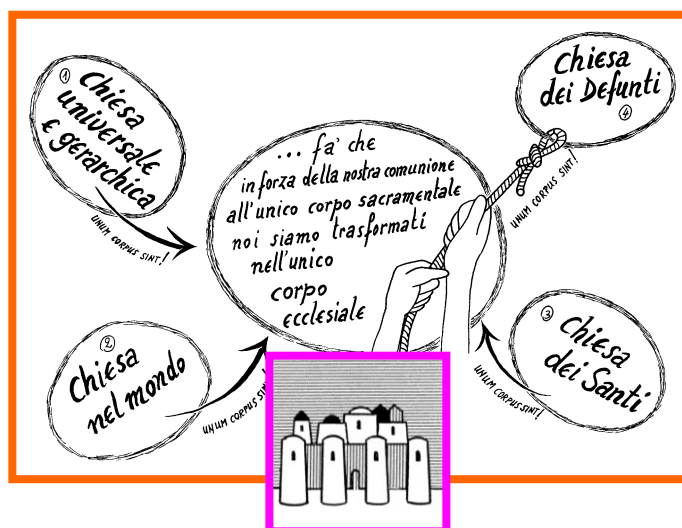 ①
Chiesa
universale
e gerarchica
UNUM CORPUS SINT!
Chiesa
dei Defunti
④
UNUM CORPUS SINT!
... fa' che
in forza della nostra comunione
all'unico corpo sacramentale
noi siamo trasformati
nell'unico
corpo
ecclesiale
②
Chiesa
nel mondo
UNUM CORPUS SINT!
③
Chiesa
dei Santi
UNUM CORPUS SINT!